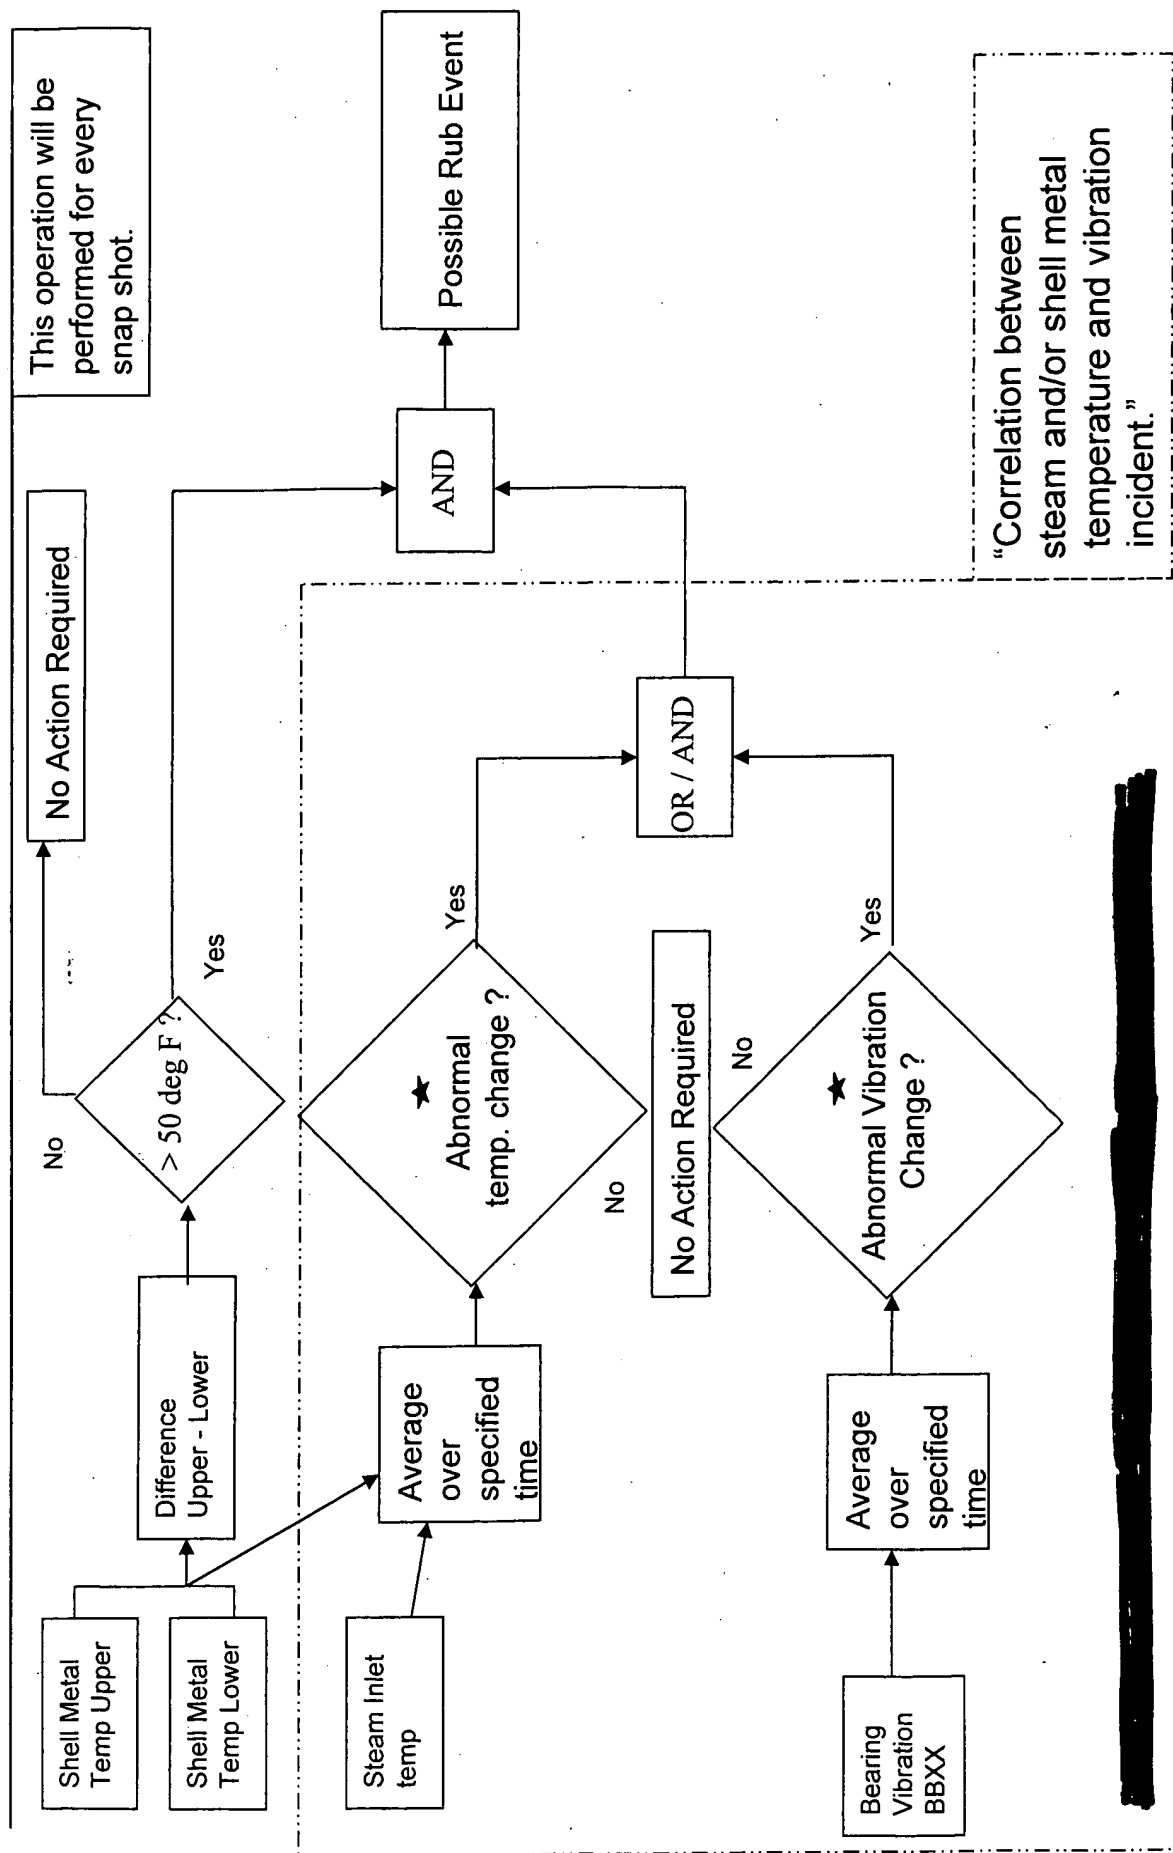 This operation will be
performed for every
snap shot.
Shell Metal
Temp Upper
Shell Metal
Temp Lower
Difference
Upper - Lower
> 50 deg F ?
No
Yes
No Action Required
Steam Inlet
temp
Average
over
specified
time
★
Abnormal
temp. change ?
Yes
No
No Action Required
OR / AND
AND
Possible Rub Event
Bearing
Vibration
BBXX
Average
over
specified
time
★
Abnormal Vibration
Change ?
No
Yes
“Correlation between
steam and/or shell metal
temperature and vibration
incident.”